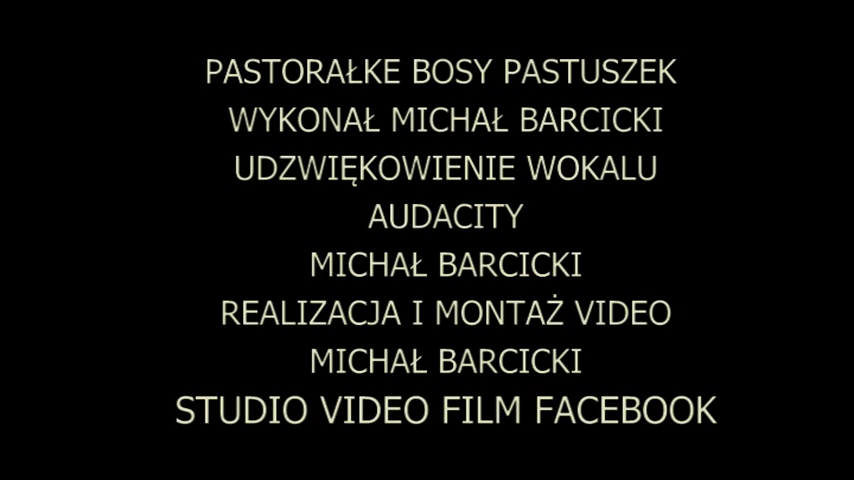 PASTORAŁKE BOSY PASTUSZEK
WYKONAŁ MICHAŁ BARCICKI
UDZWIĘKOWIENIE WOKALU
AUDACITY
MICHAŁ BARCICKI
REALIZACJA I MONTAŻ VIDEO
MICHAŁ BARCICKI
STUDIO VIDEO FILM FACEBOOK